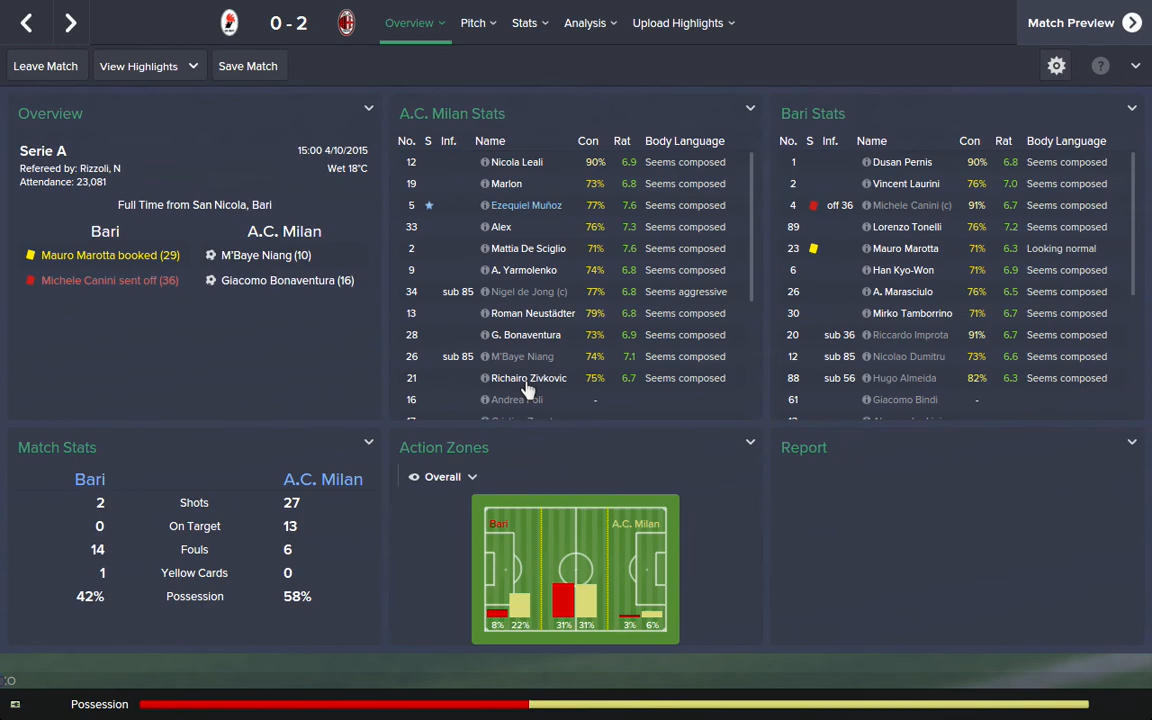 0 - 2
Overview
Pitch
Stats
Analysis
Upload Highlights
Match Preview
Leave Match
View Highlights
Save Match
Overview
Serie A
15:00 4/10/2015
Refereed by: Rizzoli, N
Wet 18°C
Attendance: 23,081
Full Time from San Nicola, Bari
Bari A.C. Milan
Mauro Marotta booked (29) M'Baye Niang (10)
Michele Canini sent off (36) Giacomo Bonaventura (16)
A.C. Milan Stats
No. S Inf. Name Con Rat Body Language
12 Nicola Leali 90% 6.9 Seems composed
19 Marlon 73% 6.8 Seems composed
5 Ezequiel Muñoz 77% 7.6 Seems composed
33 Alex 76% 7.3 Seems composed
2 Mattia De Sciglio 71% 7.6 Seems composed
9 A. Yarmolenko 74% 6.8 Seems composed
34 sub 85 Nigel de Jong (c) 77% 6.8 Seems aggressive
13 Roman Neustädter 79% 6.8 Seems composed
28 G. Bonaventura 73% 6.9 Seems composed
26 sub 85 M'Baye Niang 74% 7.1 Seems composed
21 Richairo Zivkovic 75% 6.7 Seems composed
16 Andrea Poli -
Bari Stats
No. S Inf. Name Con Rat Body Language
1 Dusan Pernis 90% 6.8 Seems composed
2 Vincent Laurini 76% 7.0 Seems composed
4 off 36 Michele Canini (c) 91% 6.7 Seems composed
89 Lorenzo Tonelli 76% 7.2 Seems composed
23 Mauro Marotta 71% 6.3 Looking normal
6 Han Kyo-Won 71% 6.9 Seems composed
26 A. Marasciulo 76% 6.5 Seems composed
30 Mirko Tamborrino 71% 6.7 Seems composed
20 sub 36 Riccardo Improta 91% 6.7 Seems composed
12 sub 85 Nicolao Dumitru 73% 6.6 Seems composed
88 sub 56 Hugo Almeida 82% 6.3 Seems composed
61 Giacomo Bindi -
Match Stats
Bari A.C. Milan
2 Shots 27
0 On Target 13
14 Fouls 6
1 Yellow Cards 0
42% Possession 58%
Action Zones
Overall
Bari A.C. Milan
8% 22% 31% 31% 3% 6%
Report
Possession